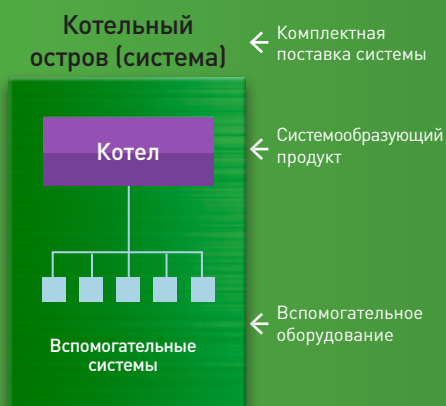 Котельный
остров (система)
Комплектная
поставка системы
Котел
Системообразующий
продукт
Вспомогательное
оборудование
Вспомогательные
системы